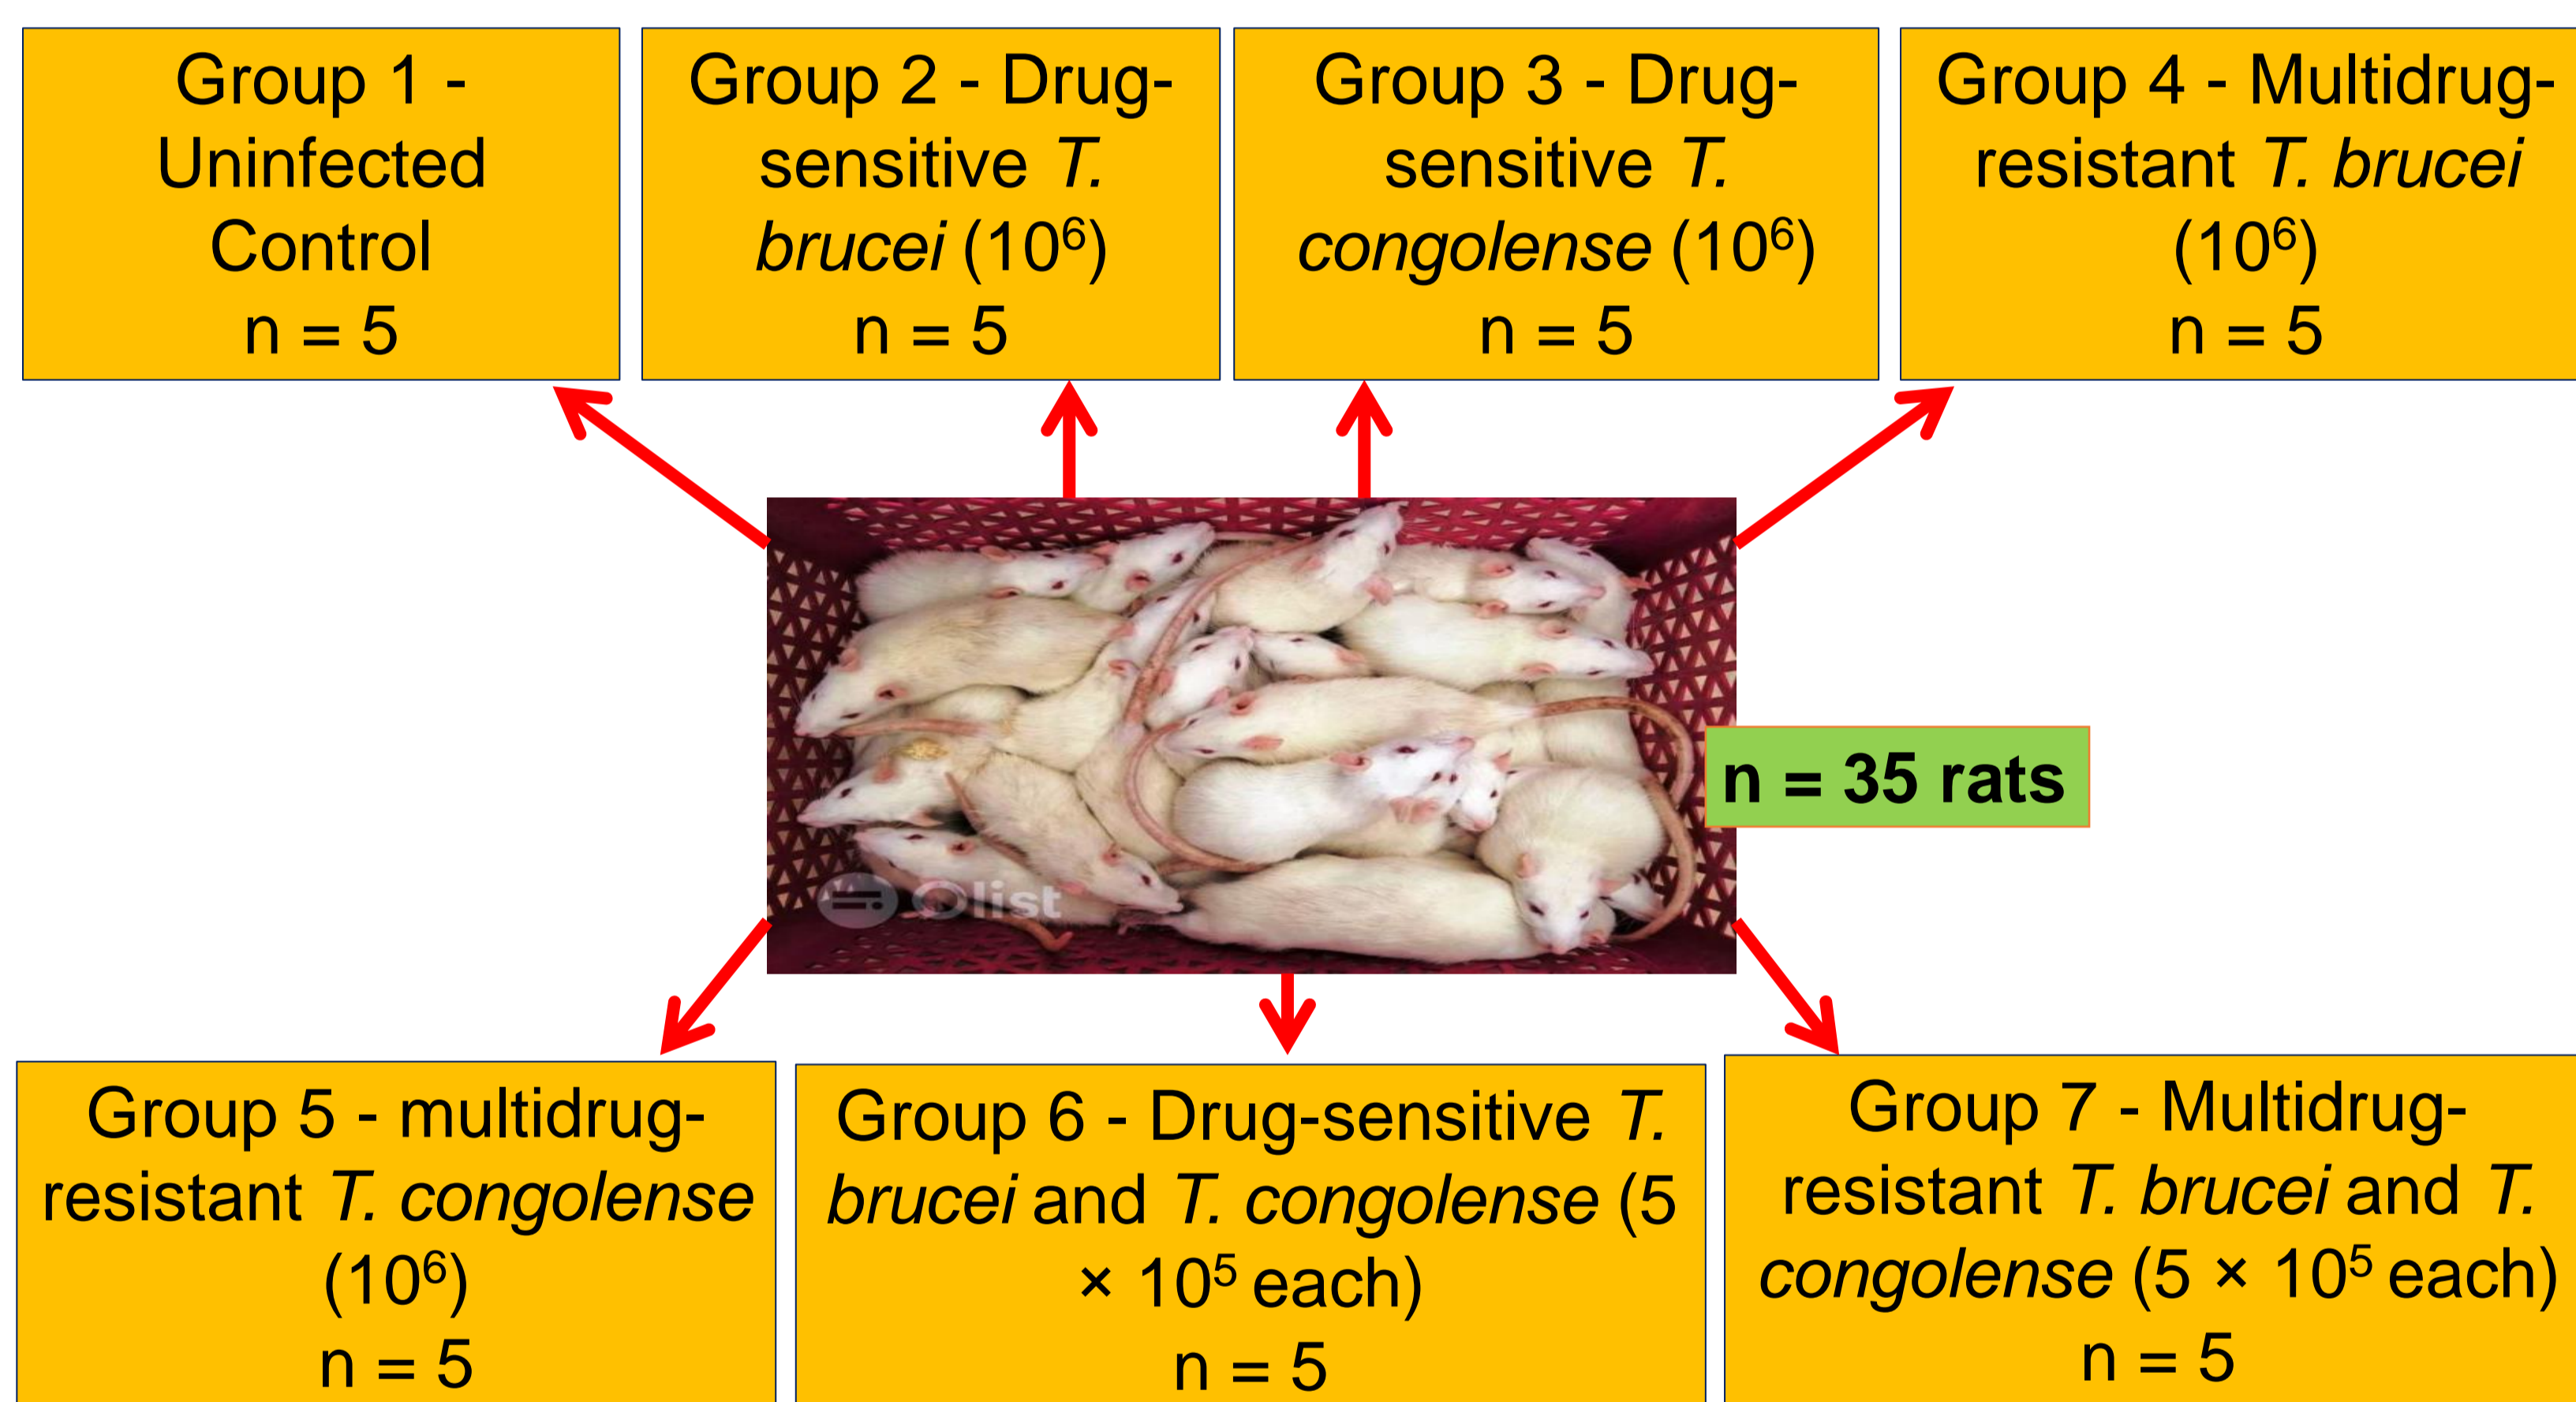 Group 1 -
Uninfected
Control
n = 5
Group 2 - Drug-
sensitive T.
brucei (10⁶)
n = 5
Group 3 - Drug-
sensitive T.
congolense (10⁶)
n = 5
Group 4 - Multidrug-
resistant T. brucei
(10⁶)
n = 5
n = 35 rats
Olist
Group 5 - multidrug-
resistant T. congolense
(10⁶)
n = 5
Group 6 - Drug-sensitive T.
brucei and T. congolense (5
× 10⁵ each)
n = 5
Group 7 - Multidrug-
resistant T. brucei and T.
congolense (5 × 10⁵ each)
n = 5